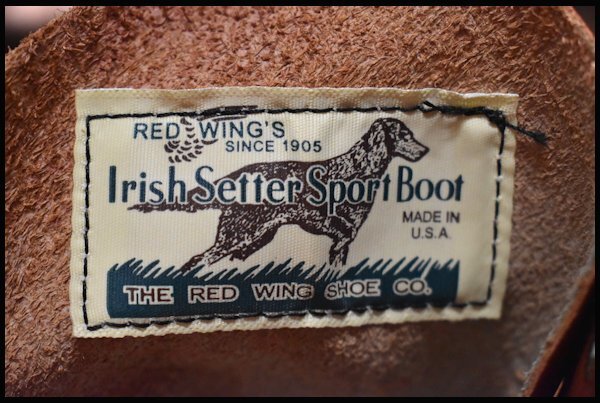 RED WING'S
SINCE 1905
Irish Setter Sport Boot
MADE IN
U.S.A.
THE RED WING SHOE CO.